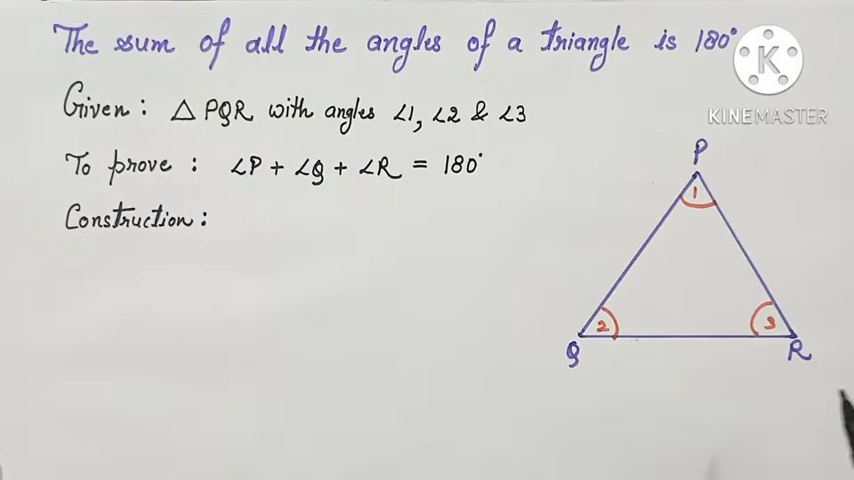 The sum of all the angles of a triangle is 180°
K
KINEMASTER
Given : △ PQR with angles ∠1, ∠2 & ∠3
To prove : ∠P + ∠Q + ∠R = 180°
Construction :
P
1
2
3
Q
R